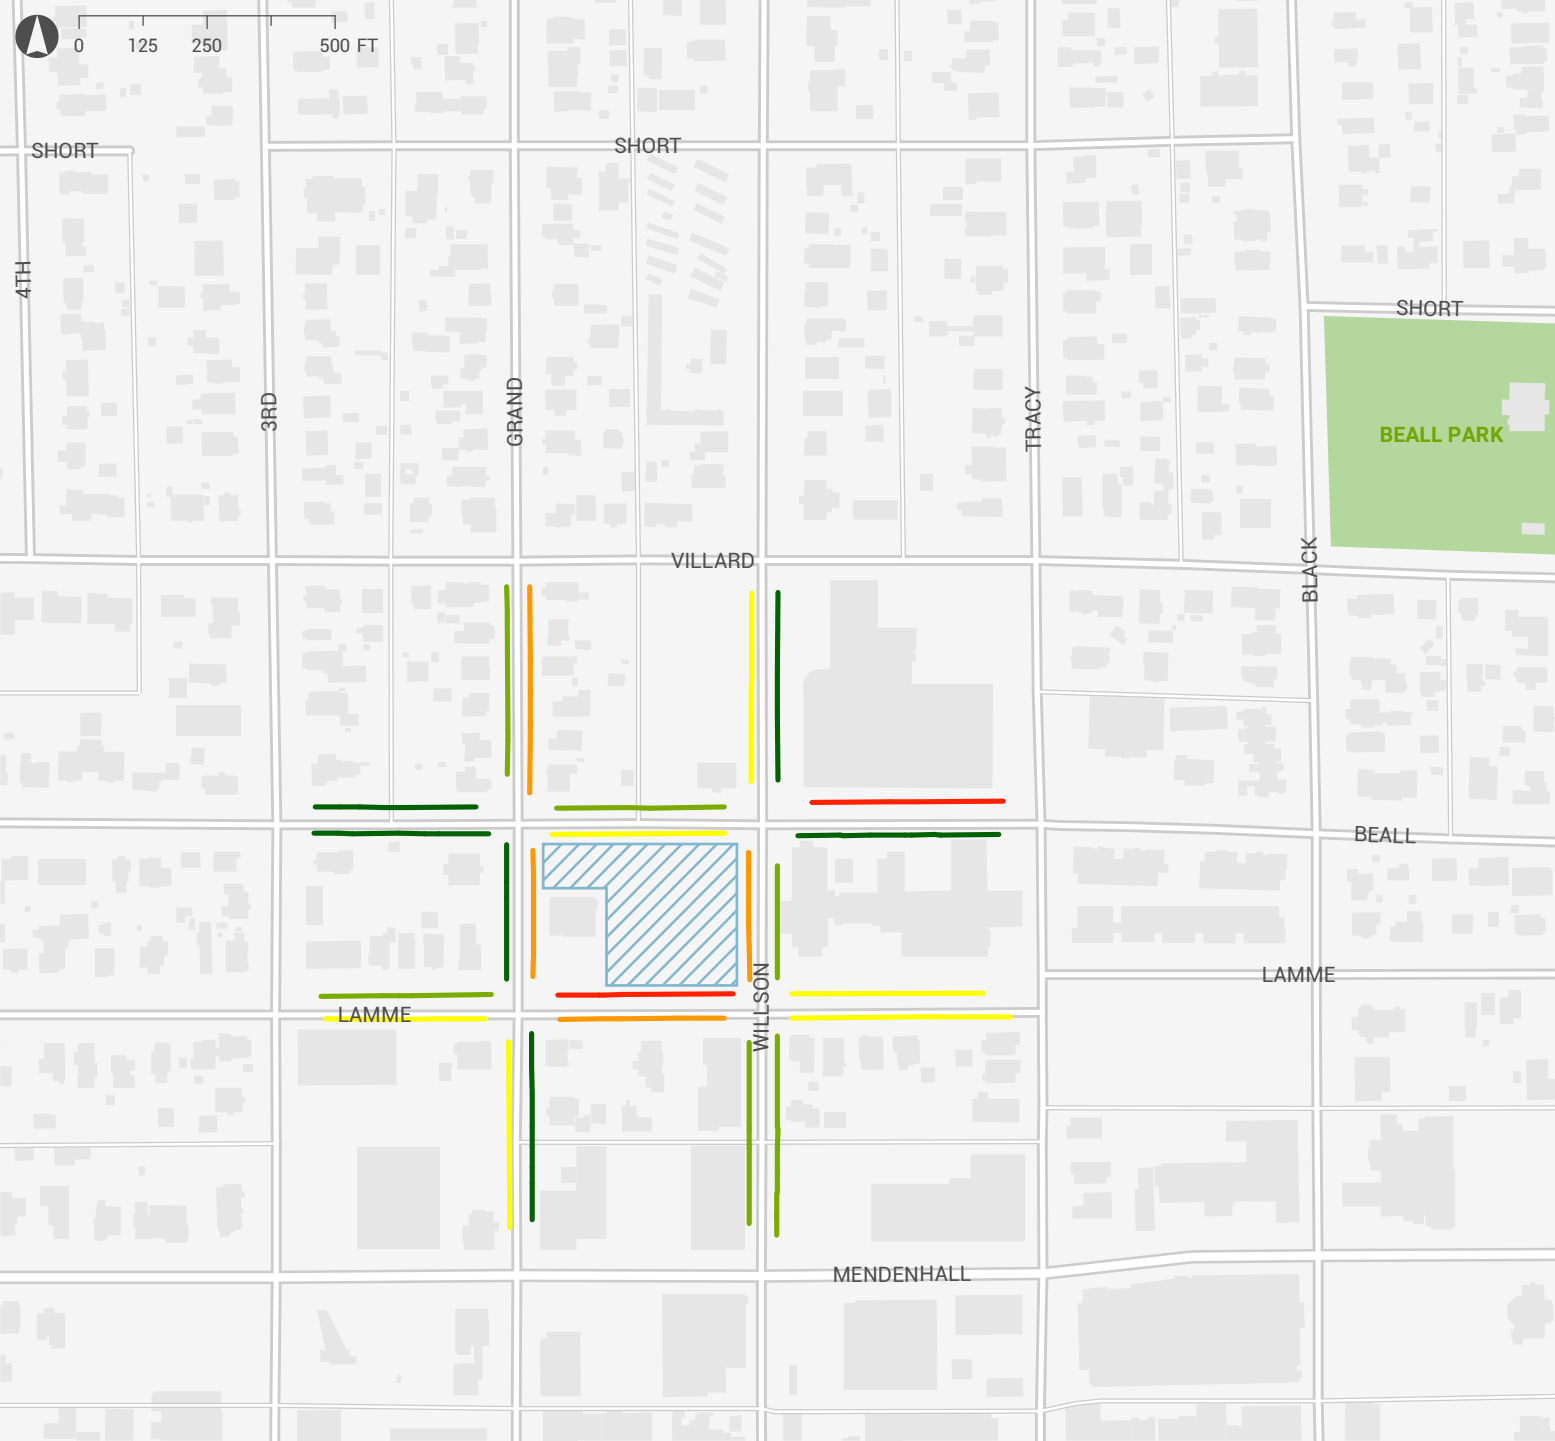 0 125 250 500 FT
SHORT
SHORT
4TH
SHORT
3RD
GRAND
TRACY
BEALL PARK
VILLARD
BLACK
BEALL
LAMME
WILLSON
LAMME
MENDENHALL